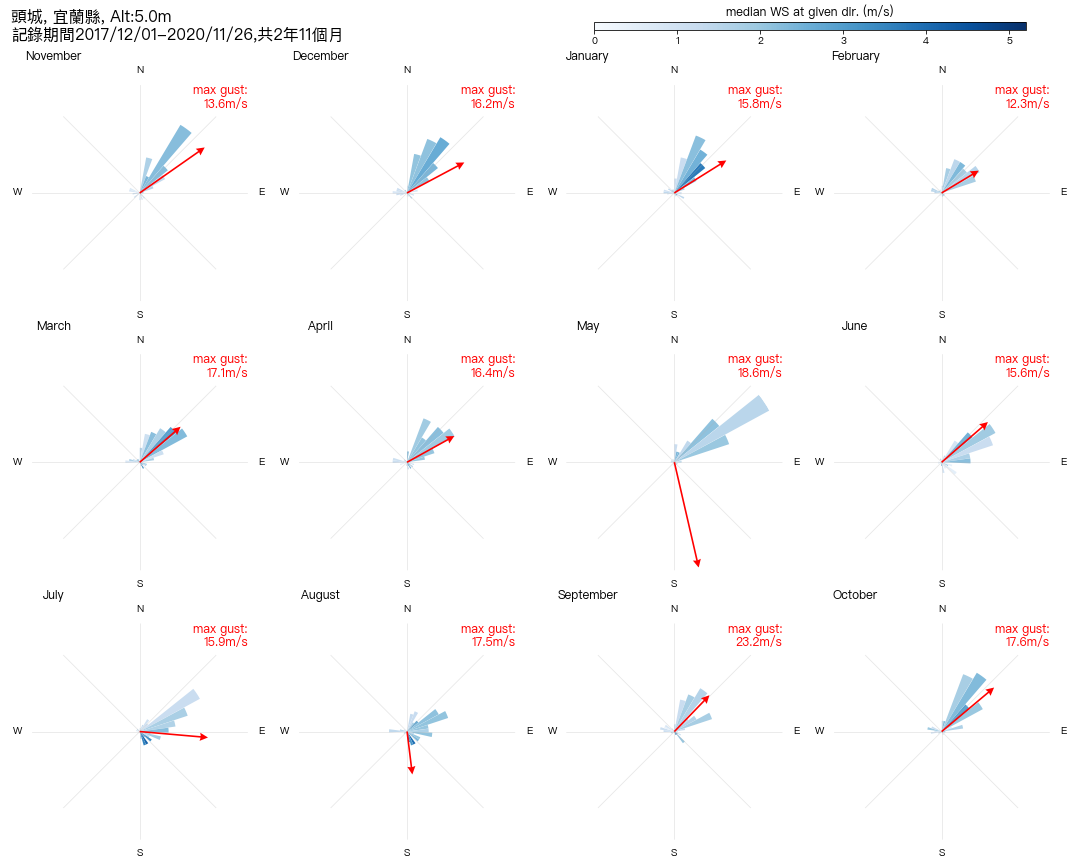 頭城, 宜蘭縣, Alt:5.0m
記錄期間2017/12/01−2020/11/26,共2年11個月
median WS at given dir. (m/s)
0 1 2 3 4 5
November
N
max gust:
13.6m/s
W E
S
December
N
max gust:
16.2m/s
W E
S
January
N
max gust:
15.8m/s
W E
S
February
N
max gust:
12.3m/s
W E
S
March
N
max gust:
17.1m/s
W E
S
April
N
max gust:
16.4m/s
W E
S
May
N
max gust:
18.6m/s
W E
S
June
N
max gust:
15.6m/s
W E
S
July
N
max gust:
15.9m/s
W E
S
August
N
max gust:
17.5m/s
W E
S
September
N
max gust:
23.2m/s
W E
S
October
N
max gust:
17.6m/s
W E
S